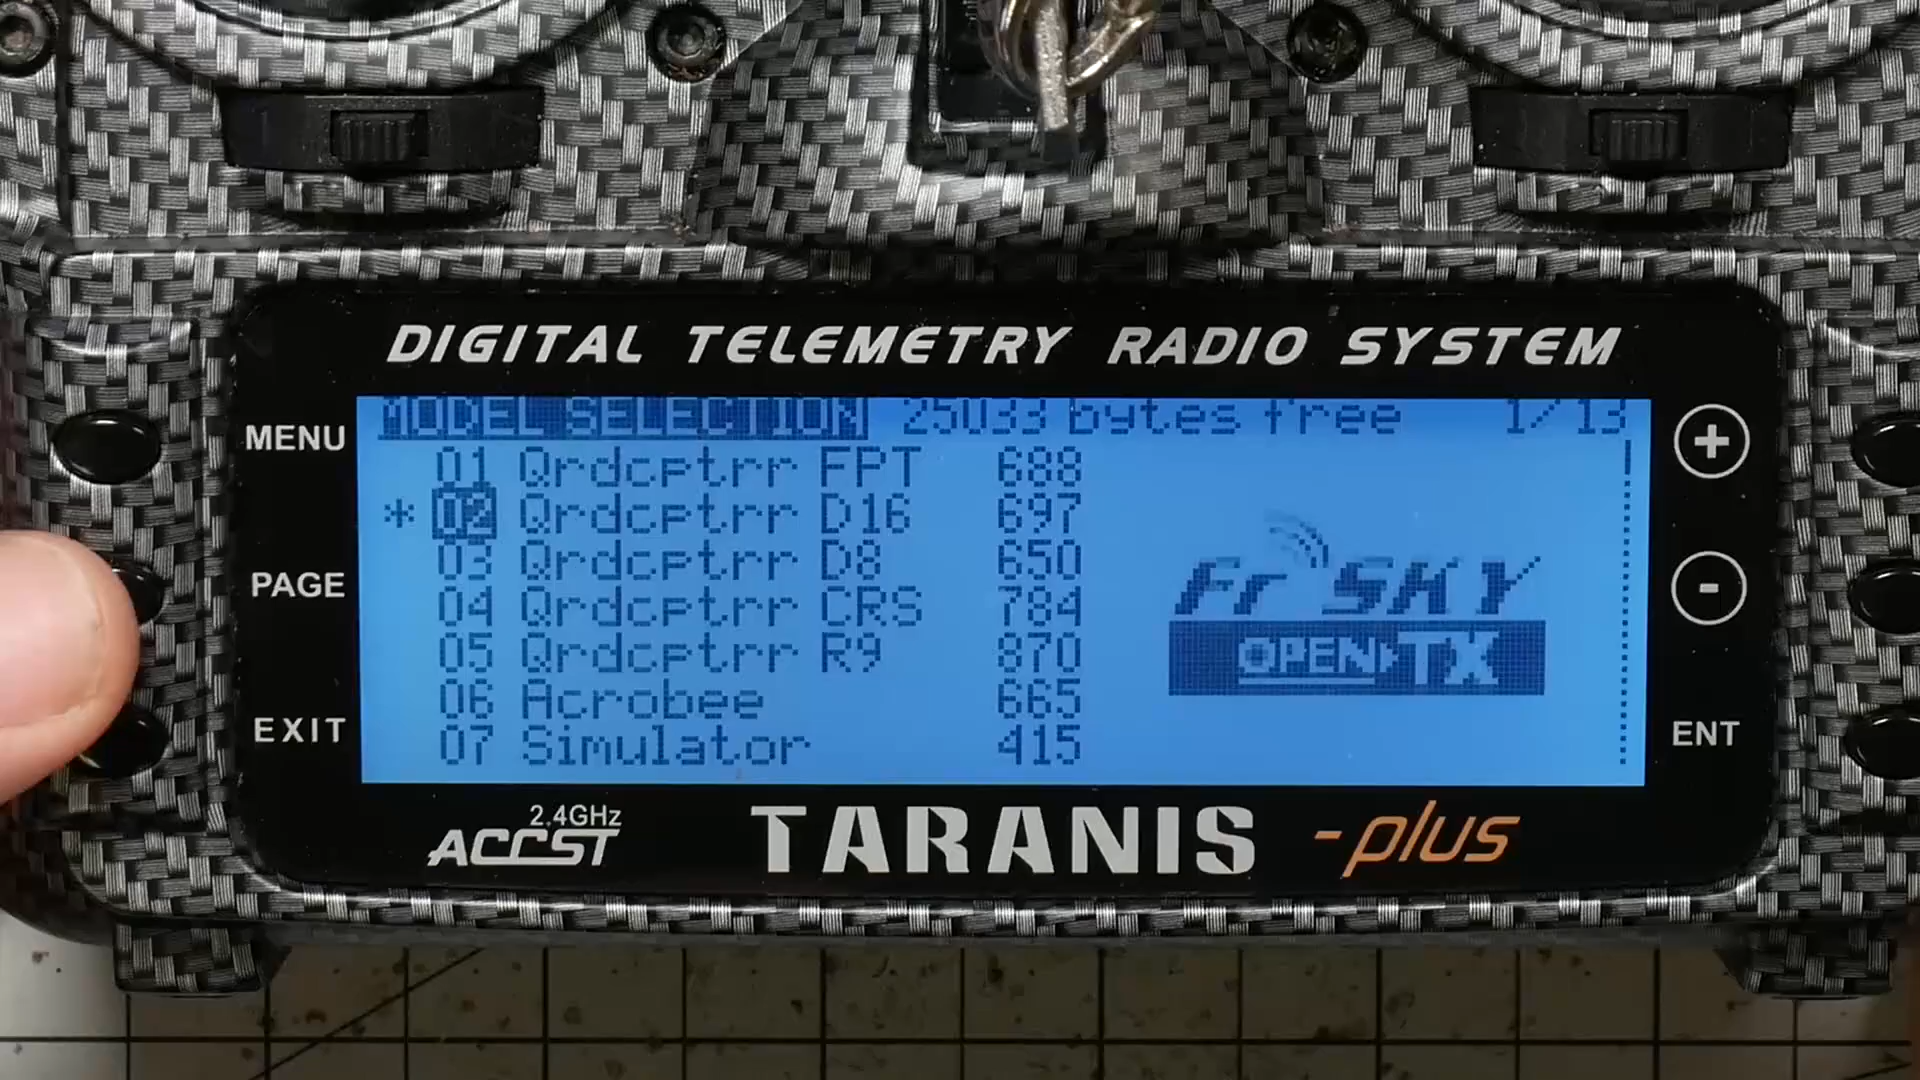 DIGITAL TELEMETRY RADIO SYSTEM
MENU
PAGE
EXIT
MODEL SELECTION 25033 bytes free 1/13
01 Qrdcptrr FPT 688
* 02 Qrdcptrr D16 697
03 Qrdcptrr D8 650
04 Qrdcptrr CRS 784
05 Qrdcptrr R9 870
06 Acrobee 665
07 Simulator 415
FrSKY
OPEN TX
+
-
ENT
2.4GHz
ACCST
TARANIS -plus